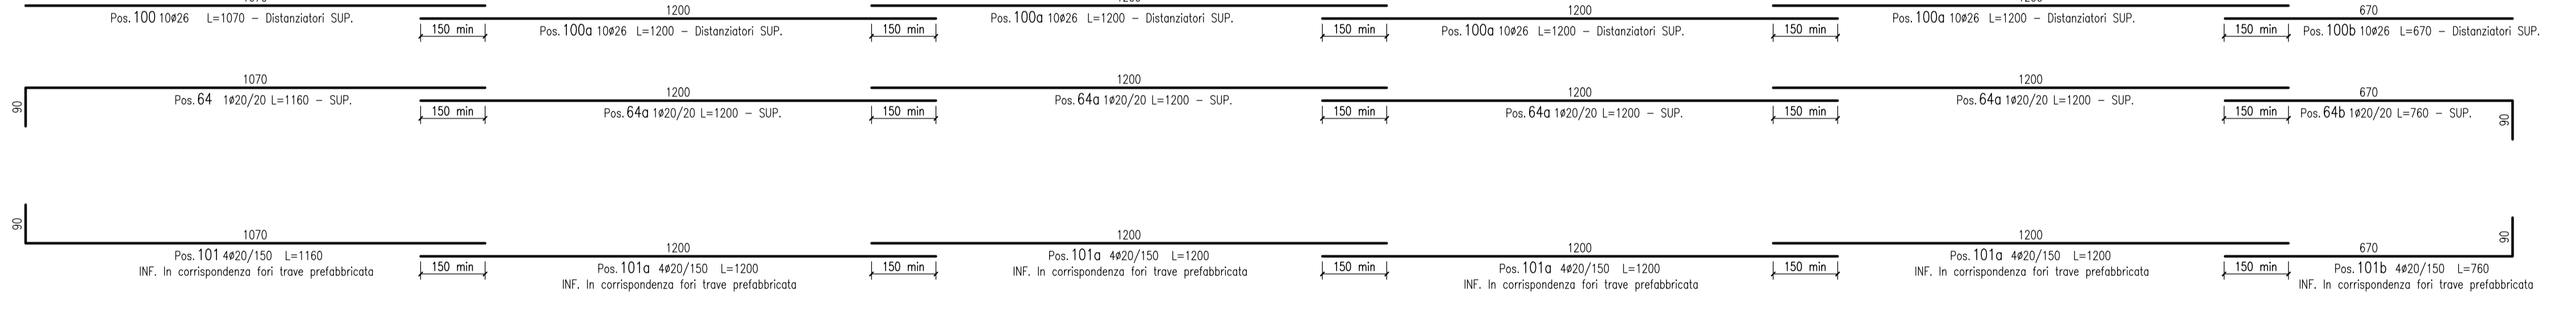 1200
1200
670
Pos. 100 10ø26 L=1070 – Distanziatori SUP.
150 min
Pos. 100a 10ø26 L=1200 – Distanziatori SUP.
150 min
Pos. 100a 10ø26 L=1200 – Distanziatori SUP.
150 min
Pos. 100a 10ø26 L=1200 – Distanziatori SUP.
150 min
Pos. 100a 10ø26 L=1200 – Distanziatori SUP.
150 min
Pos. 100b 10ø26 L=670 – Distanziatori SUP.
1070
1200
1200
1200
1200
670
90
Pos. 64 1ø20/20 L=1160 – SUP.
150 min
Pos. 64a 1ø20/20 L=1200 – SUP.
150 min
Pos. 64a 1ø20/20 L=1200 – SUP.
150 min
Pos. 64a 1ø20/20 L=1200 – SUP.
150 min
Pos. 64a 1ø20/20 L=1200 – SUP.
150 min
Pos. 64b 1ø20/20 L=760 – SUP.
90
90
1070
1200
1200
1200
1200
670
90
Pos. 101 4ø20/150 L=1160
INF. In corrispondenza fori trave prefabbricata
150 min
Pos. 101a 4ø20/150 L=1200
INF. In corrispondenza fori trave prefabbricata
150 min
Pos. 101a 4ø20/150 L=1200
INF. In corrispondenza fori trave prefabbricata
150 min
Pos. 101a 4ø20/150 L=1200
INF. In corrispondenza fori trave prefabbricata
150 min
Pos. 101a 4ø20/150 L=1200
INF. In corrispondenza fori trave prefabbricata
150 min
Pos. 101b 4ø20/150 L=760
INF. In corrispondenza fori trave prefabbricata